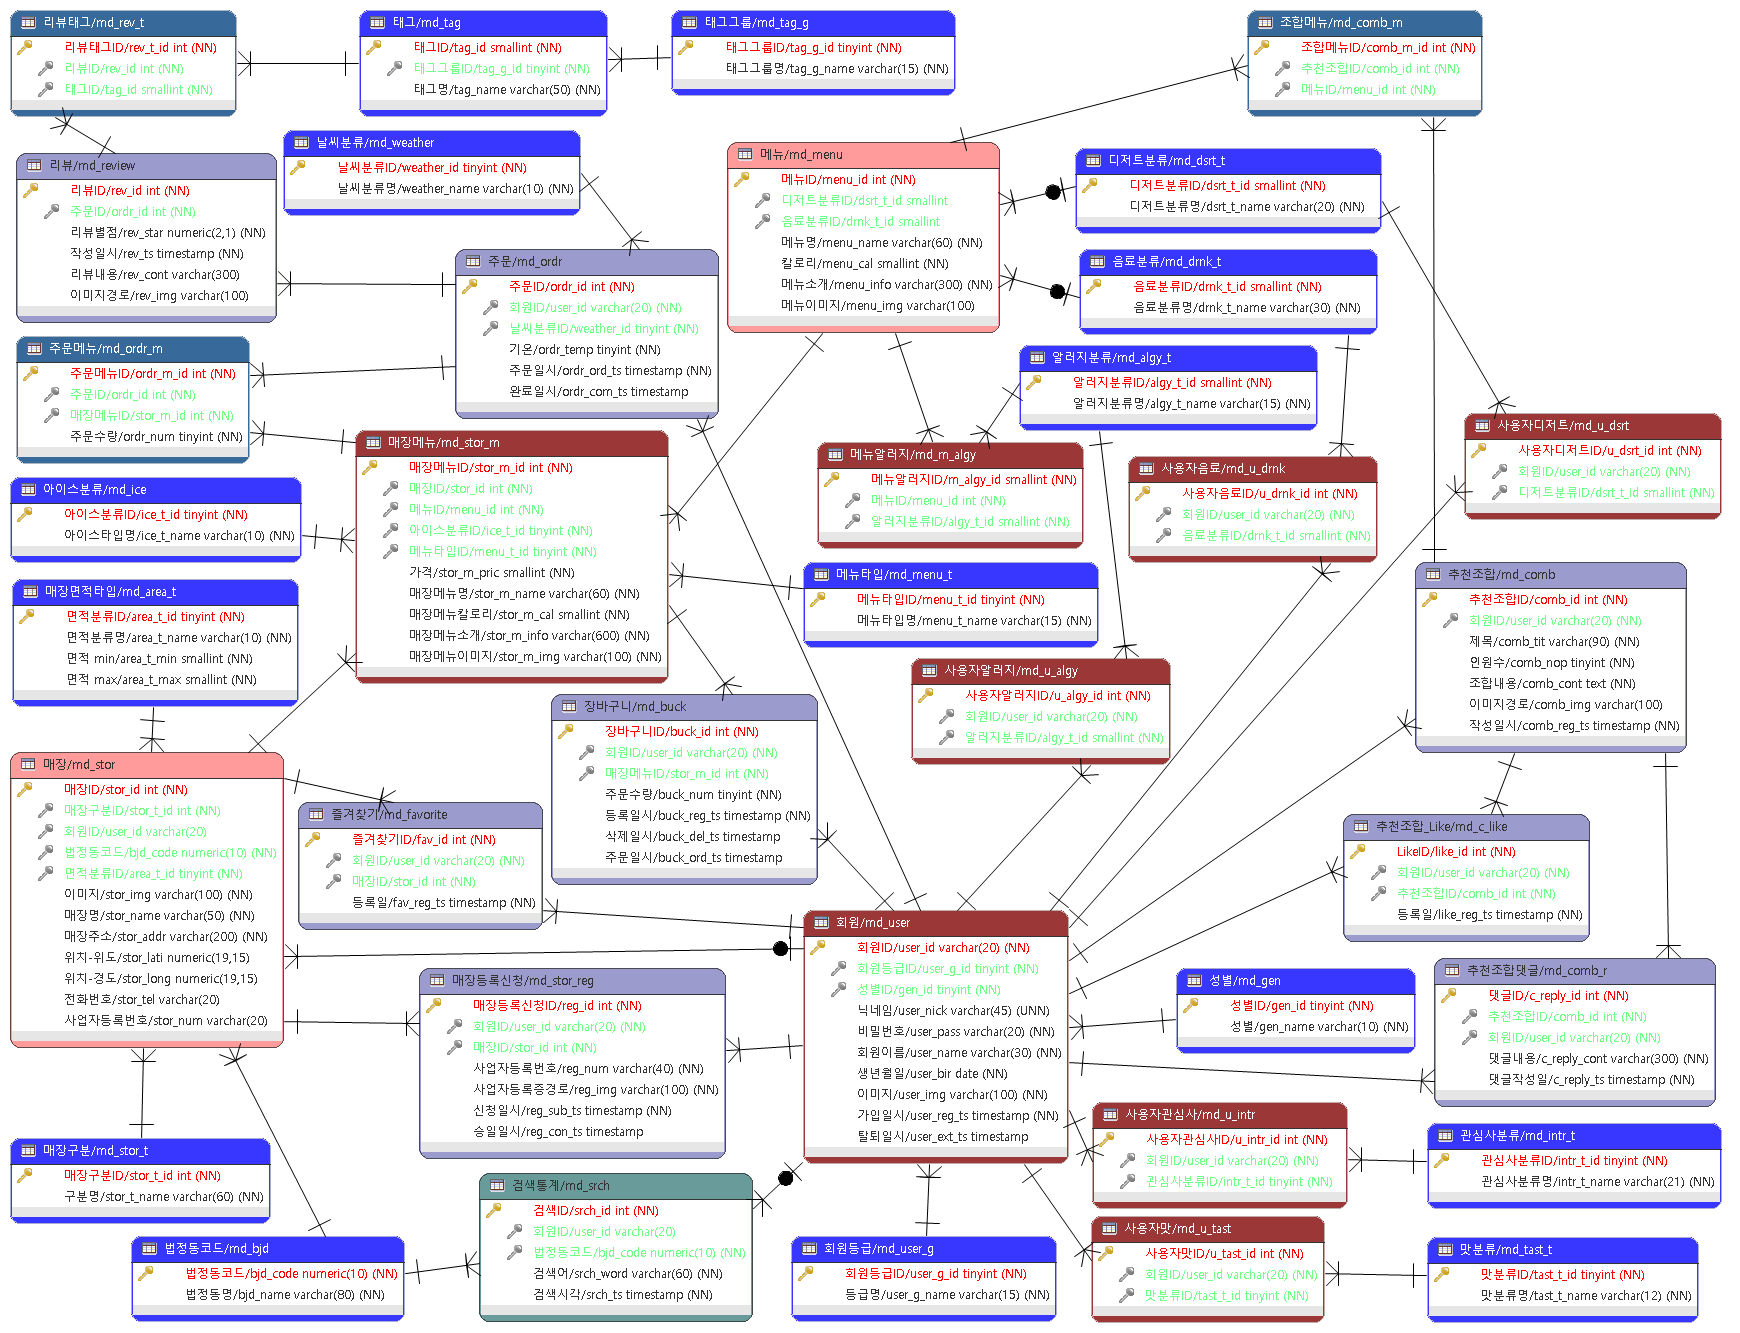 리뷰태그/md_rev_t
리뷰태그ID/rev_t_id int (NN)
리뷰ID/rev_id int (NN)
태그ID/tag_id smallint (NN)
태그/md_tag
태그ID/tag_id smallint (NN)
태그그룹ID/tag_g_id tinyint (NN)
태그명/tag_name varchar(50) (NN)
태그그룹/md_tag_g
태그그룹ID/tag_g_id tinyint (NN)
태그그룹명/tag_g_name varchar(15) (NN)
조합메뉴/md_comb_m
조합메뉴ID/comb_m_id int (NN)
추천조합ID/comb_id int (NN)
메뉴ID/menu_id int (NN)
리뷰/md_review
리뷰ID/rev_id int (NN)
주문ID/ordr_id int (NN)
리뷰별점/rev_star numeric(2,1) (NN)
작성일시/rev_ts timestamp (NN)
리뷰내용/rev_cont varchar(300)
이미지경로/rev_img varchar(100)
날씨분류/md_weather
날씨분류ID/weather_id tinyint (NN)
날씨분류명/weather_name varchar(10) (NN)
메뉴/md_menu
메뉴ID/menu_id int (NN)
디저트분류ID/dsrt_t_id smallint
음료분류ID/drnk_t_id smallint
메뉴명/menu_name varchar(60) (NN)
칼로리/menu_cal smallint (NN)
메뉴소개/menu_info varchar(300) (NN)
메뉴이미지/menu_img varchar(100)
디저트분류/md_dsrt_t
디저트분류ID/dsrt_t_id smallint (NN)
디저트분류명/dsrt_t_name varchar(20) (NN)
음료분류/md_drnk_t
음료분류ID/drnk_t_id smallint (NN)
음료분류명/drnk_t_name varchar(30) (NN)
주문/md_ordr
주문ID/ordr_id int (NN)
회원ID/user_id varchar(20) (NN)
날씨분류ID/weather_id tinyint (NN)
기온/ordr_temp tinyint (NN)
주문일시/ordr_ord_ts timestamp (NN)
완료일시/ordr_com_ts timestamp
주문메뉴/md_ordr_m
주문메뉴ID/ordr_m_id int (NN)
주문ID/ordr_id int (NN)
매장메뉴ID/stor_m_id int (NN)
주문수량/ordr_num tinyint (NN)
알러지분류/md_algy_t
알러지분류ID/algy_t_id smallint (NN)
알러지분류명/algy_t_name varchar(15) (NN)
매장메뉴/md_stor_m
매장메뉴ID/stor_m_id int (NN)
매장ID/stor_id int (NN)
메뉴ID/menu_id int (NN)
아이스분류ID/ice_t_id tinyint (NN)
메뉴타입ID/menu_t_id tinyint (NN)
가격/stor_m_pric smallint (NN)
매장메뉴명/stor_m_name varchar(60) (NN)
매장메뉴칼로리/stor_m_cal smallint (NN)
매장메뉴소개/stor_m_info varchar(600) (NN)
매장메뉴이미지/stor_m_img varchar(100) (NN)
메뉴알러지/md_m_algy
메뉴알러지ID/m_algy_id smallint (NN)
메뉴ID/menu_id int (NN)
알러지분류ID/algy_t_id smallint (NN)
사용자음료/md_u_drnk
사용자음료ID/u_drnk_id int (NN)
회원ID/user_id varchar(20) (NN)
음료분류ID/drnk_t_id smallint (NN)
사용자디저트/md_u_dsrt
사용자디저트ID/u_dsrt_id int (NN)
회원ID/user_id varchar(20) (NN)
디저트분류ID/dsrt_t_id smallint (NN)
아이스분류/md_ice
아이스분류ID/ice_t_id tinyint (NN)
아이스타입명/ice_t_name varchar(10) (NN)
매장면적타입/md_area_t
면적분류ID/area_t_id tinyint (NN)
면적분류명/area_t_name varchar(10) (NN)
면적 min/area_t_min smallint (NN)
면적 max/area_t_max smallint (NN)
메뉴타입/md_menu_t
메뉴타입ID/menu_t_id tinyint (NN)
메뉴타입명/menu_t_name varchar(15) (NN)
추천조합/md_comb
추천조합ID/comb_id int (NN)
회원ID/user_id varchar(20) (NN)
제목/comb_tit varchar(90) (NN)
인원수/comb_nop tinyint (NN)
조합내용/comb_cont text (NN)
이미지경로/comb_img varchar(100)
작성일시/comb_reg_ts timestamp (NN)
사용자알러지/md_u_algy
사용자알러지ID/u_algy_id int (NN)
회원ID/user_id varchar(20) (NN)
알러지분류ID/algy_t_id smallint (NN)
장바구니/md_buck
장바구니ID/buck_id int (NN)
회원ID/user_id varchar(20) (NN)
매장메뉴ID/stor_m_id int (NN)
주문수량/buck_num tinyint (NN)
등록일시/buck_reg_ts timestamp (NN)
삭제일시/buck_del_ts timestamp
주문일시/buck_ord_ts timestamp
매장/md_stor
매장ID/stor_id int (NN)
매장구분ID/stor_t_id int (NN)
회원ID/user_id varchar(20)
법정동코드/bjd_code numeric(10) (NN)
면적분류ID/area_t_id tinyint (NN)
이미지/stor_img varchar(100) (NN)
매장명/stor_name varchar(50) (NN)
매장주소/stor_addr varchar(200) (NN)
위치-위도/stor_lati numeric(19,15)
위치-경도/stor_long numeric(19,15)
전화번호/stor_tel varchar(20)
사업자등록번호/stor_num varchar(20)
즐겨찾기/md_favorite
즐겨찾기ID/fav_id int (NN)
회원ID/user_id varchar(20) (NN)
매장ID/stor_id int (NN)
등록일/fav_reg_ts timestamp (NN)
추천조합_Like/md_c_like
LikeID/like_id int (NN)
회원ID/user_id varchar(20) (NN)
추천조합ID/comb_id int (NN)
등록일/like_reg_ts timestamp (NN)
회원/md_user
회원ID/user_id varchar(20) (NN)
회원등급ID/user_g_id tinyint (NN)
성별ID/gen_id tinyint (NN)
닉네임/user_nick varchar(45) (UNN)
비밀번호/user_pass varchar(20) (NN)
회원이름/user_name varchar(30) (NN)
생년월일/user_bir date (NN)
이미지/user_img varchar(100) (NN)
가입일시/user_reg_ts timestamp (NN)
탈퇴일시/user_ext_ts timestamp
매장등록신청/md_stor_reg
매장등록신청ID/reg_id int (NN)
회원ID/user_id varchar(20) (NN)
매장ID/stor_id int (NN)
사업자등록번호/reg_num varchar(40) (NN)
사업자등록증경로/reg_img varchar(100) (NN)
신청일시/reg_sub_ts timestamp (NN)
승일일시/reg_con_ts timestamp
성별/md_gen
성별ID/gen_id tinyint (NN)
성별/gen_name varchar(10) (NN)
추천조합댓글/md_comb_r
댓글ID/c_reply_id int (NN)
추천조합ID/comb_id int (NN)
회원ID/user_id varchar(20) (NN)
댓글내용/c_reply_cont varchar(300) (NN)
댓글작성일/c_reply_ts timestamp (NN)
사용자관심사/md_u_intr
사용자관심사ID/u_intr_id int (NN)
회원ID/user_id varchar(20) (NN)
관심사분류ID/intr_t_id tinyint (NN)
관심사분류/md_intr_t
관심사분류ID/intr_t_id tinyint (NN)
관심사분류명/intr_t_name varchar(21) (NN)
매장구분/md_stor_t
매장구분ID/stor_t_id int (NN)
구분명/stor_t_name varchar(60) (NN)
검색통계/md_srch
검색ID/srch_id int (NN)
회원ID/user_id varchar(20)
법정동코드/bjd_code numeric(10) (NN)
검색어/srch_word varchar(60) (NN)
검색시각/srch_ts timestamp (NN)
법정동코드/md_bjd
법정동코드/bjd_code numeric(10) (NN)
법정동명/bjd_name varchar(80) (NN)
회원등급/md_user_g
회원등급ID/user_g_id tinyint (NN)
등급명/user_g_name varchar(15) (NN)
사용자맛/md_u_tast
사용자맛ID/u_tast_id int (NN)
회원ID/user_id varchar(20) (NN)
맛분류ID/tast_t_id tinyint (NN)
맛분류/md_tast_t
맛분류ID/tast_t_id tinyint (NN)
맛분류명/tast_t_name varchar(12) (NN)